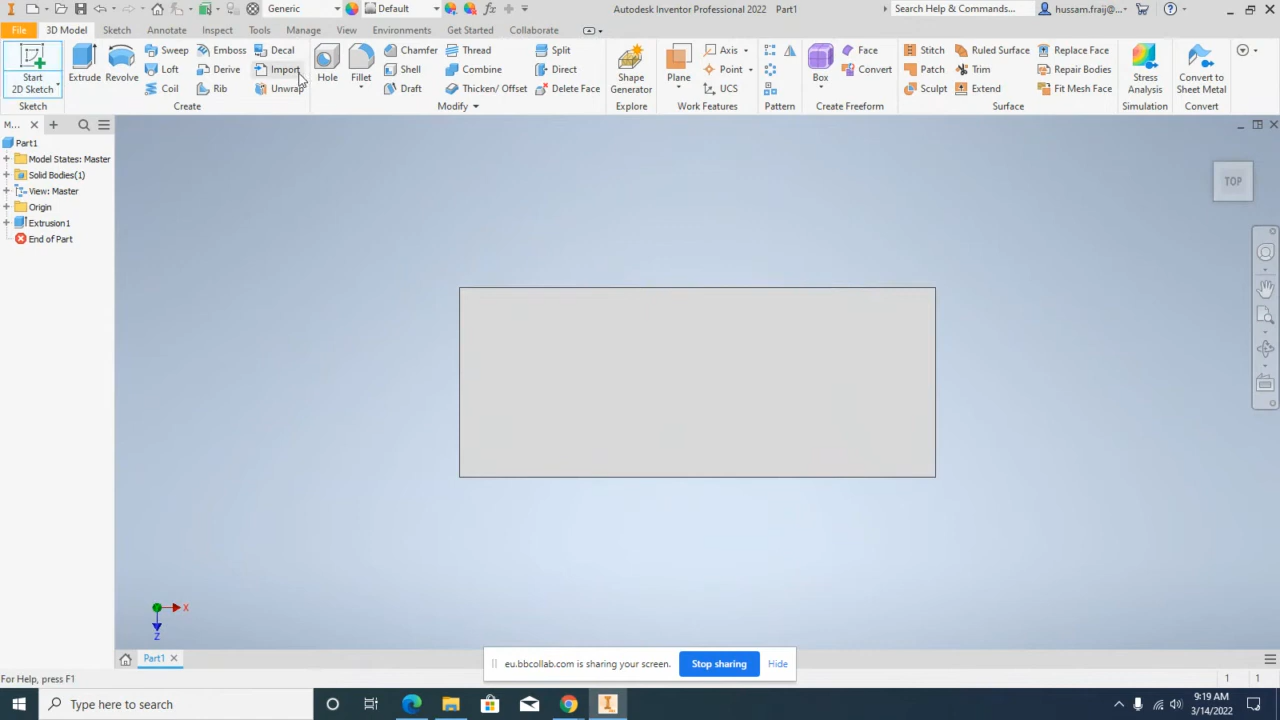 Generic
Default
Autodesk Inventor Professional 2022 Part1
Search Help & Commands...
hussam.fraij@...
File
3D Model
Sketch
Annotate
Inspect
Tools
Manage
View
Environments
Get Started
Collaborate
Start
2D Sketch
Extrude
Revolve
Sweep
Loft
Coil
Emboss
Derive
Rib
Decal
Import
Unwrap
Hole
Fillet
Chamfer
Shell
Draft
Thread
Combine
Thicken/ Offset
Split
Direct
Delete Face
Shape
Generator
Plane
Axis
Point
UCS
Box
Face
Convert
Stitch
Patch
Sculpt
Ruled Surface
Trim
Extend
Replace Face
Repair Bodies
Fit Mesh Face
Stress
Analysis
Convert to
Sheet Metal
Sketch
Create
Modify
Explore
Work Features
Pattern
Create Freeform
Surface
Simulation
Convert
M...
Part1
Model States: Master
Solid Bodies(1)
View: Master
Origin
Extrusion1
End of Part
TOP
X
Z
Part1
eu.bbcollab.com is sharing your screen.
Stop sharing
Hide
For Help, press F1
1
1
Type here to search
9:19 AM
3/14/2022